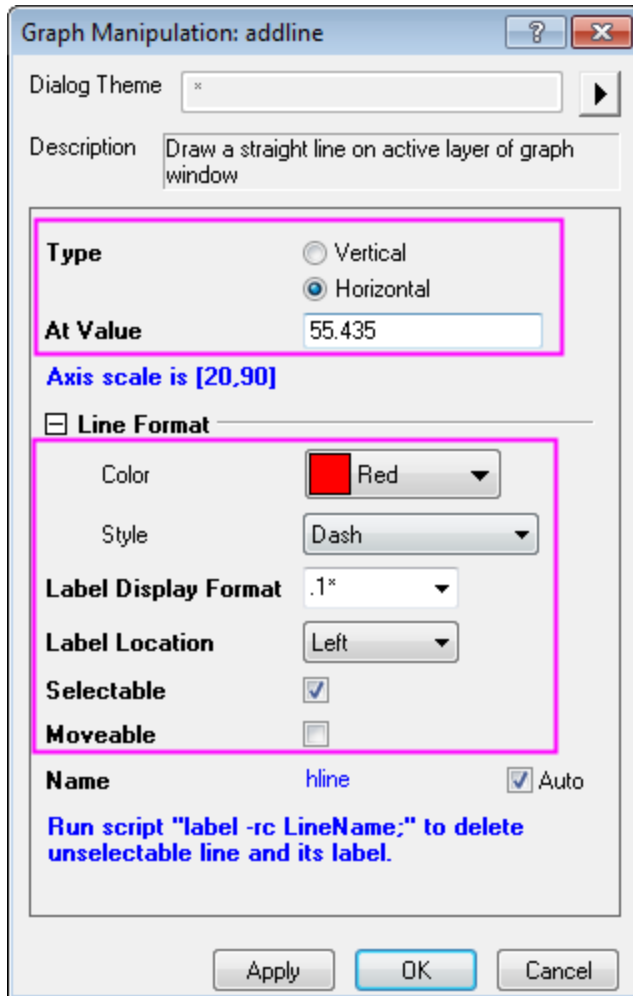 Graph Manipulation: addline
Dialog Theme *
Description Draw a straight line on active layer of graph
window
Type Vertical
Horizontal
At Value 55.435
Axis scale is [20,90]
Line Format
Color Red
Style Dash
Label Display Format .1*
Label Location Left
Selectable
Moveable
Name hline Auto
Run script "label -rc LineName;" to delete
unselectable line and its label.
Apply OK Cancel